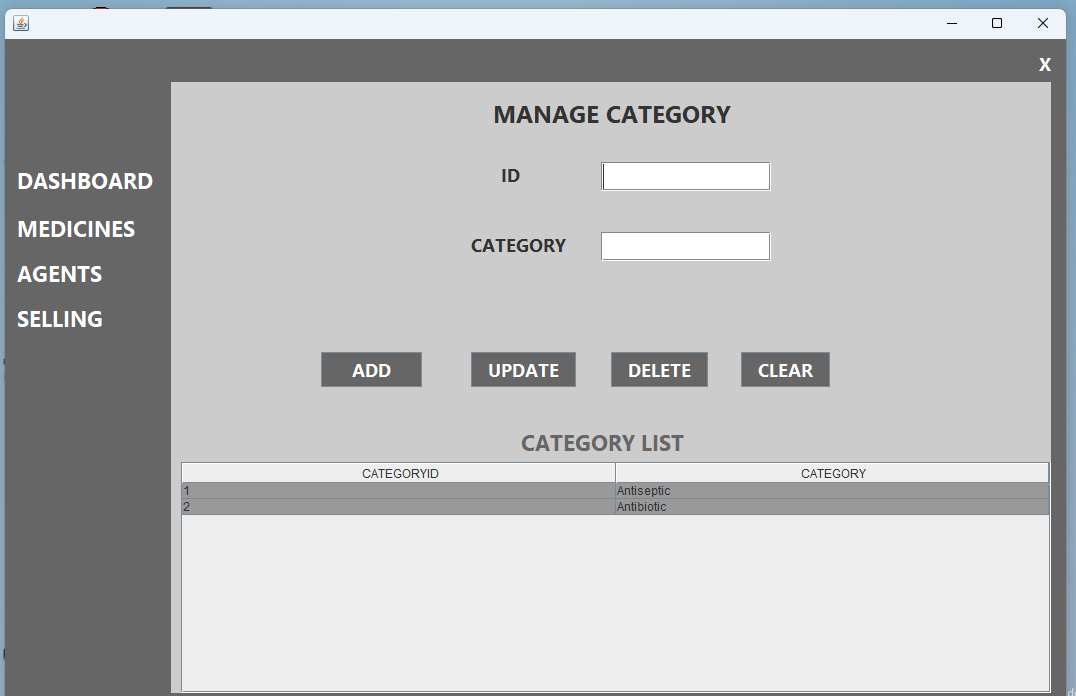 X
MANAGE CATEGORY
ID
DASHBOARD
MEDICINES
CATEGORY
AGENTS
SELLING
ADD UPDATE DELETE CLEAR
CATEGORY LIST
CATEGORYID CATEGORY
1 Antiseptic
2 Antibiotic